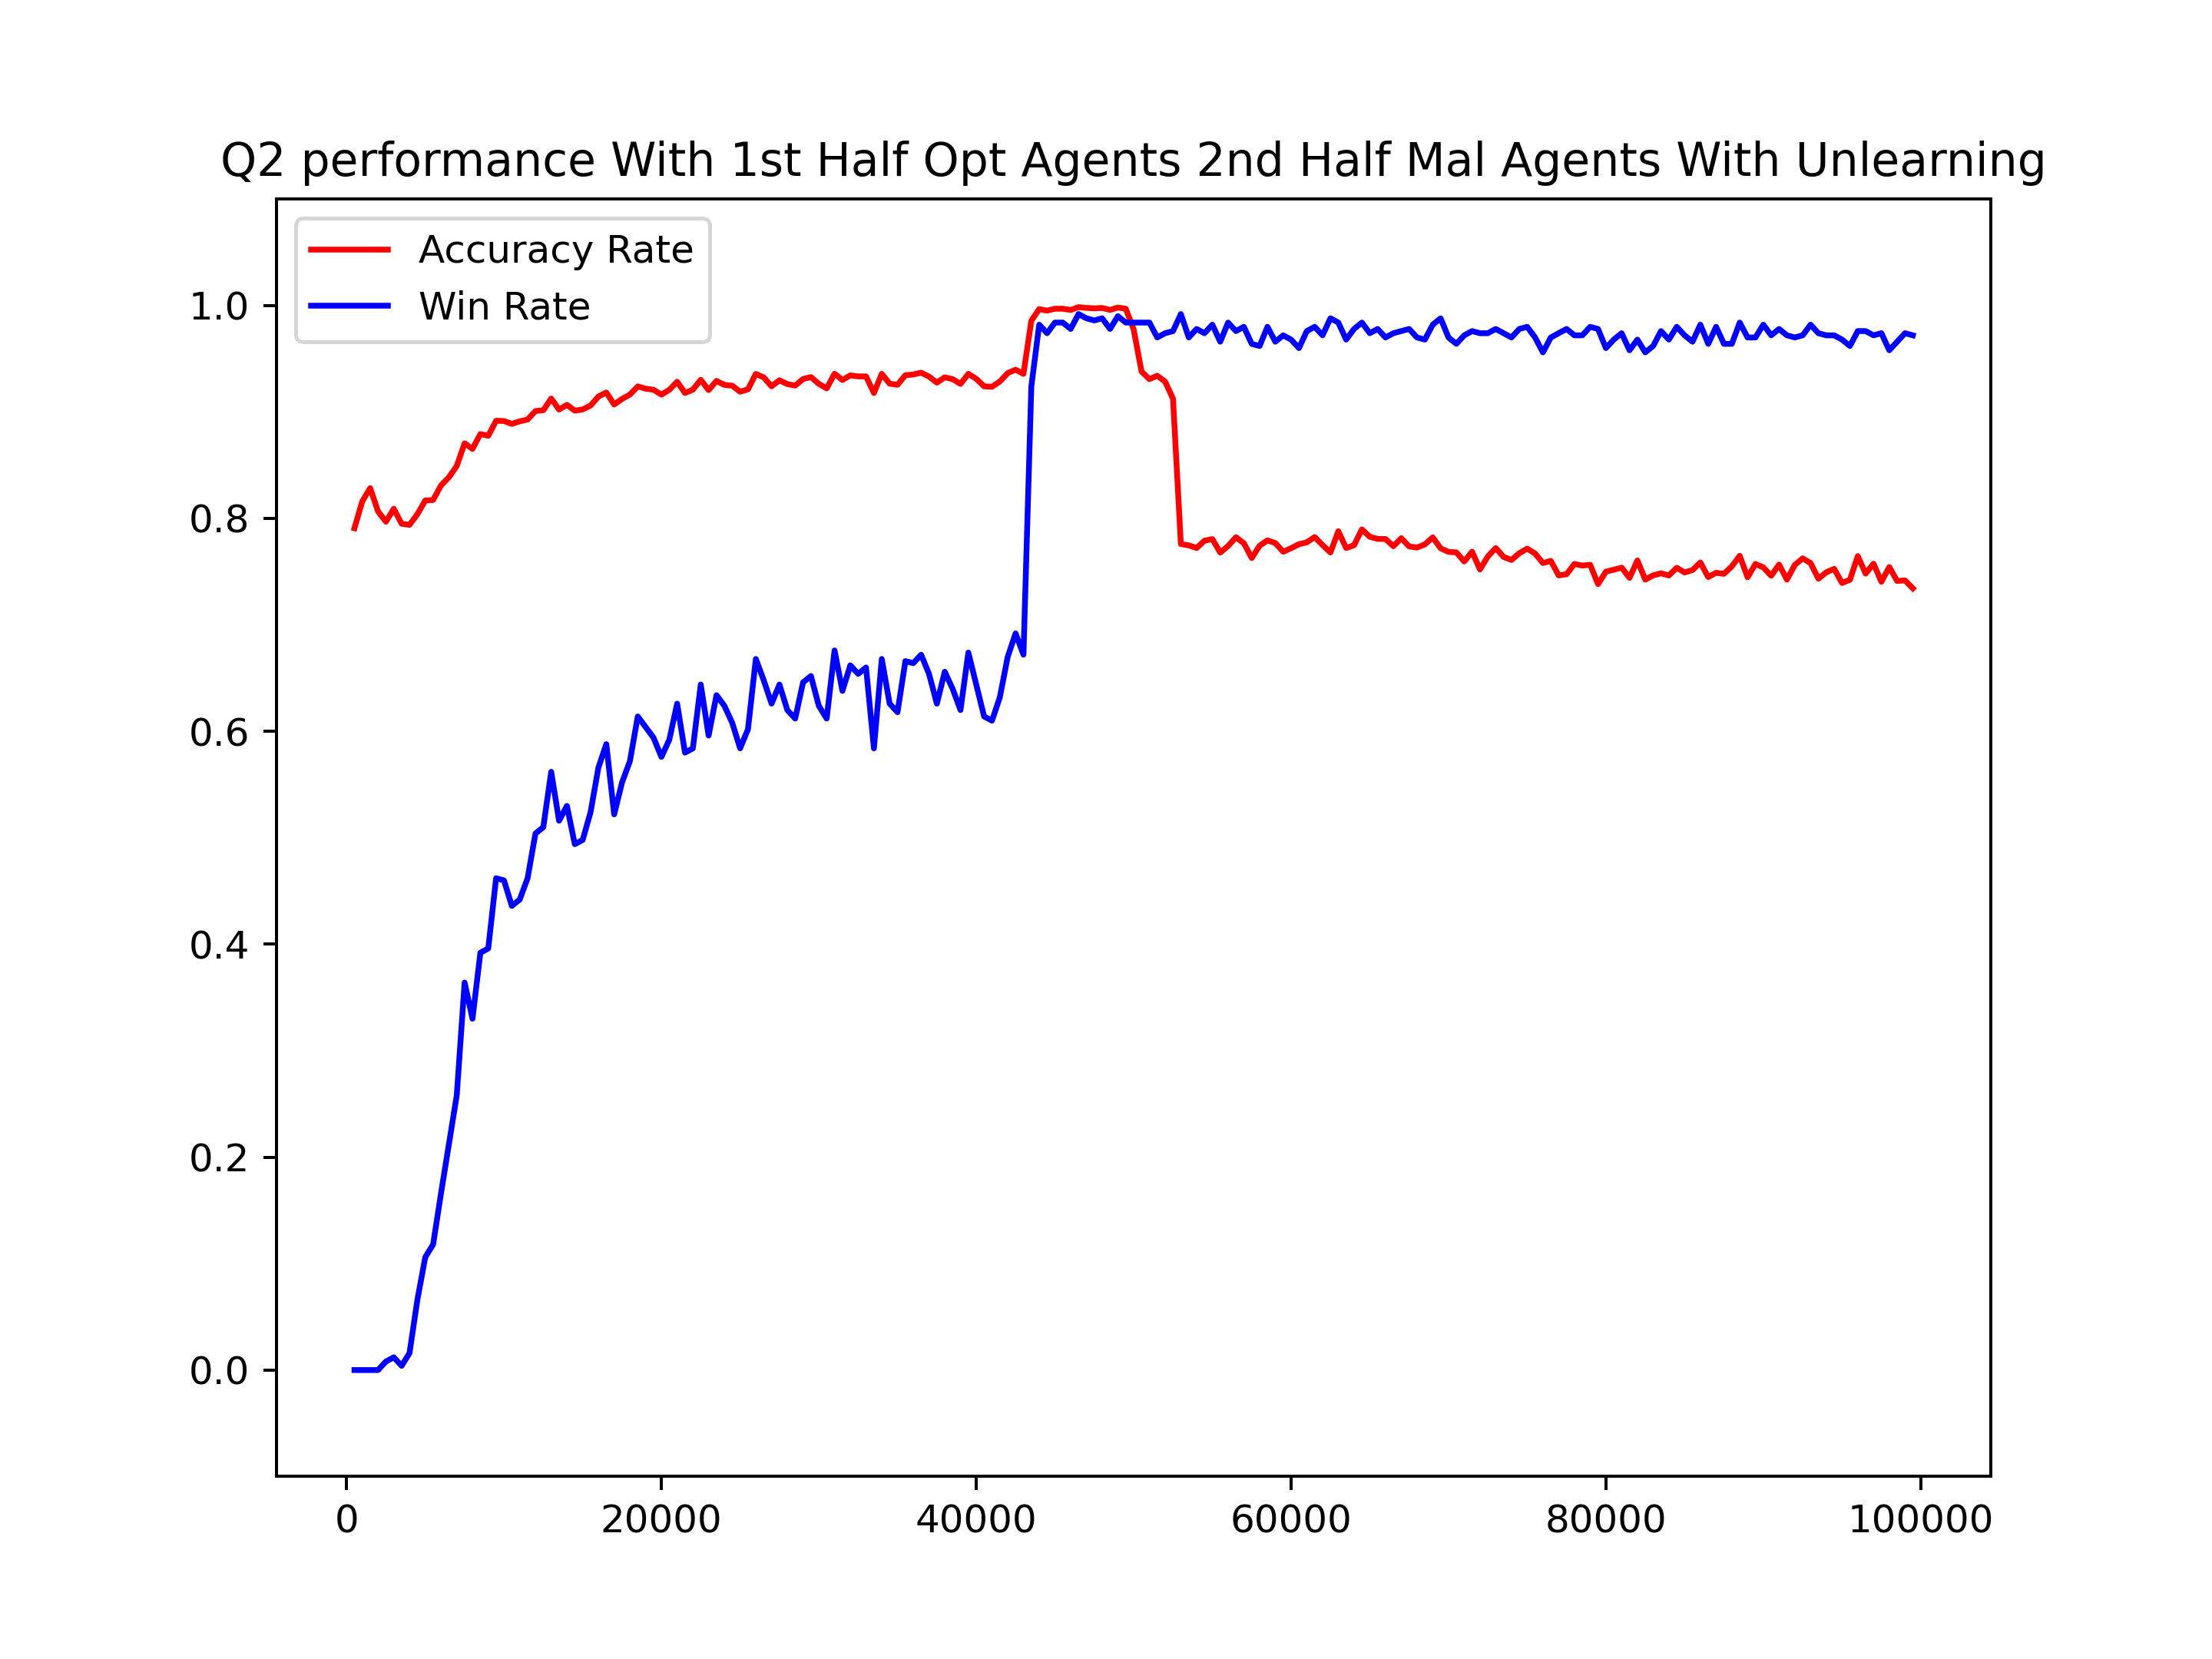 Q2 performance With 1st Half Opt Agents 2nd Half Mal Agents With Unlearning
Accuracy Rate
Win Rate
1.0
0.8
0.6
0.4
0.2
0.0
0 20000 40000 60000 80000 100000